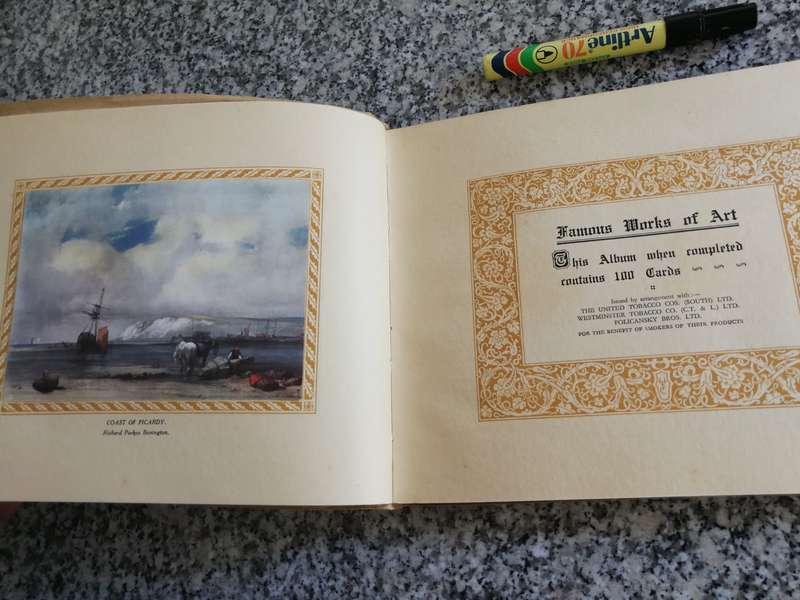 Artline 70
COAST OF PICARDY.
Richard Parkes Bonington.
Famous Works of Art
This Album when completed
contains 100 Cards
Issued by arrangement with:—
THE UNITED TOBACCO COS. (SOUTH) LTD.
WESTMINSTER TOBACCO CO. (C.T. & L.) LTD.
POLICANSKY BROS. LTD.
FOR THE BENEFIT OF SMOKERS OF THEIR PRODUCTS